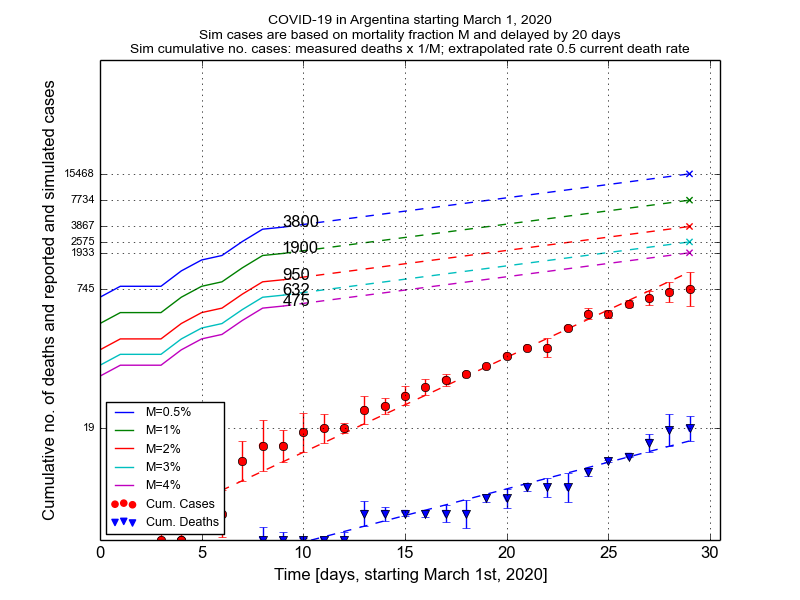 COVID-19 in Argentina starting March 1, 2020
Sim cases are based on mortality fraction M and delayed by 20 days
Sim cumulative no. cases: measured deaths x 1/M; extrapolated rate 0.5 current death rate
Cumulative no. of deaths and reported and simulated cases
15468
7734
3867
2575
1933
745
19
3800
1900
950
632
475
M=0.5%
M=1%
M=2%
M=3%
M=4%
Cum. Cases
Cum. Deaths
0 5 10 15 20 25 30
Time [days, starting March 1st, 2020]